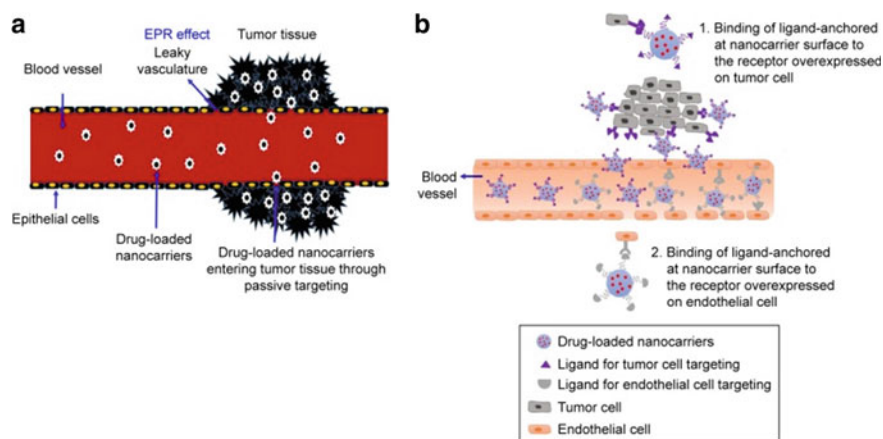 a
EPR effect
Leaky
vasculature
Tumor tissue
Blood vessel
Epithelial cells
Drug-loaded
nanocarriers
Drug-loaded nanocarriers
entering tumor tissue through
passive targeting
b
1. Binding of ligand-anchored
at nanocarrier surface to
the receptor overexpressed
on tumor cell
Blood
vessel
2. Binding of ligand-anchored
at nanocarrier surface to
the receptor overexpressed
on endothelial cell
Drug-loaded nanocarriers
Ligand for tumor cell targeting
Ligand for endothelial cell targeting
Tumor cell
Endothelial cell